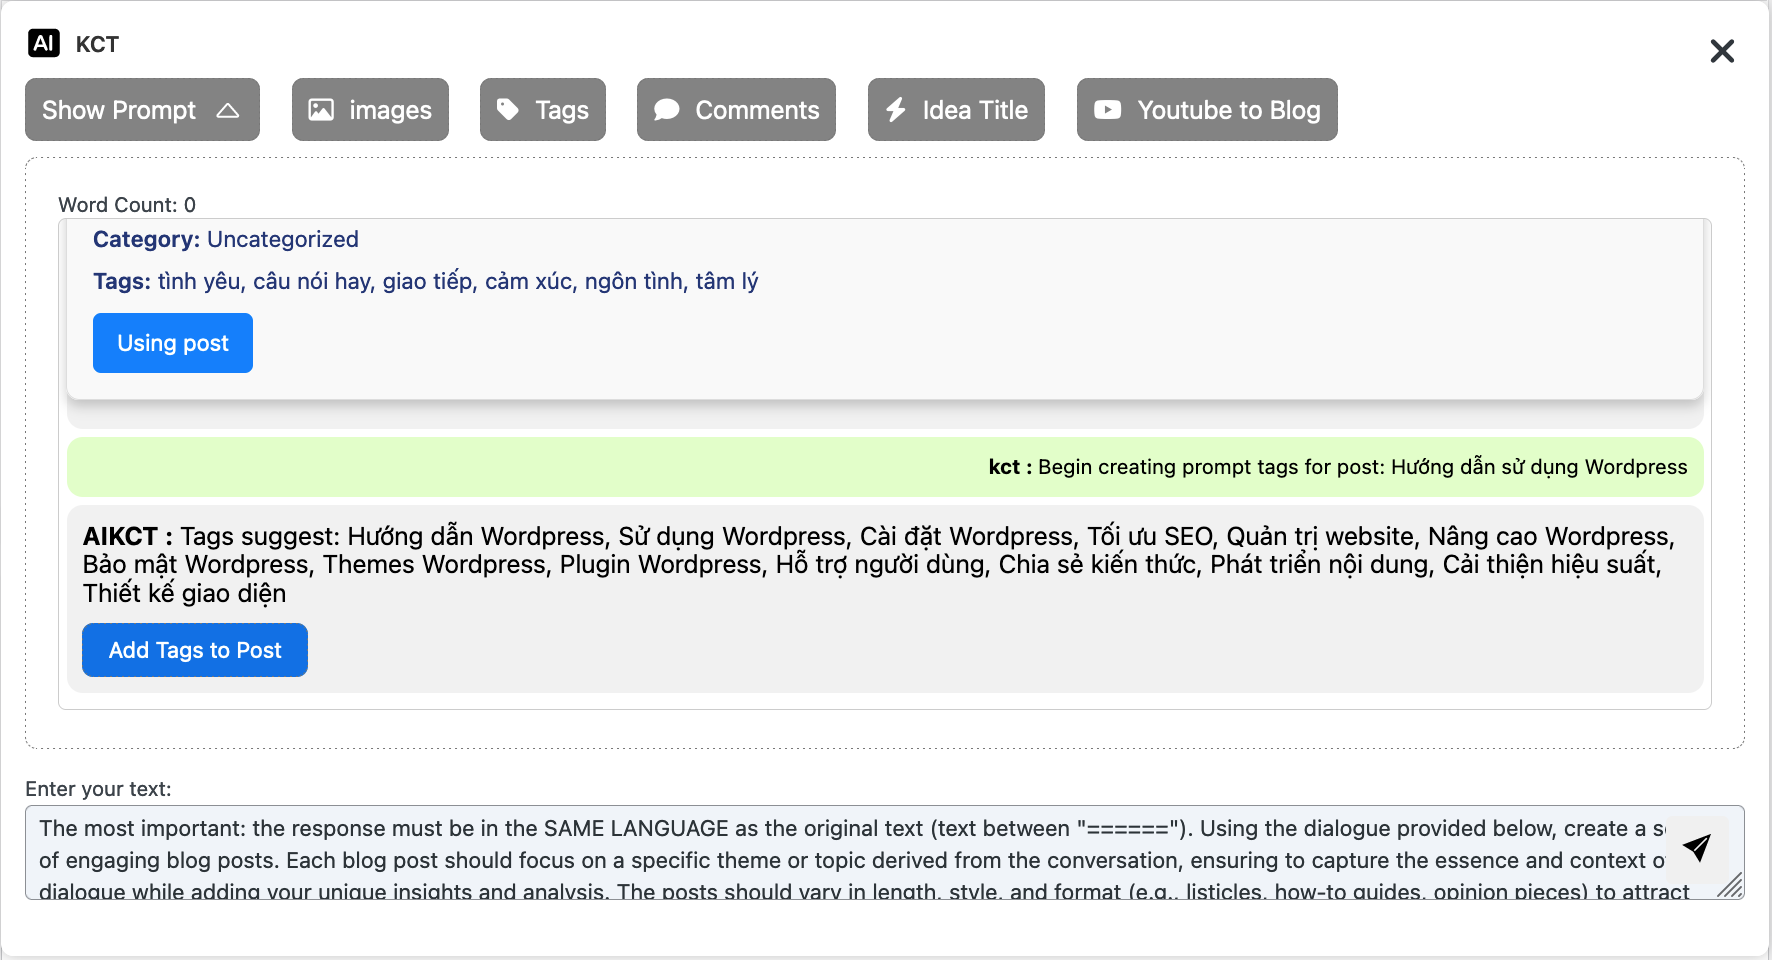 AI KCT
Show Prompt
images
Tags
Comments
Idea Title
Youtube to Blog
Word Count: 0
Category: Uncategorized
Tags: tình yêu, câu nói hay, giao tiếp, cảm xúc, ngôn tình, tâm lý
Using post
kct : Begin creating prompt tags for post: Hướng dẫn sử dụng Wordpress
AIKCT : Tags suggest: Hướng dẫn Wordpress, Sử dụng Wordpress, Cài đặt Wordpress, Tối ưu SEO, Quản trị website, Nâng cao Wordpress,
Bảo mật Wordpress, Themes Wordpress, Plugin Wordpress, Hỗ trợ người dùng, Chia sẻ kiến thức, Phát triển nội dung, Cải thiện hiệu suất,
Thiết kế giao diện
Add Tags to Post
Enter your text:
The most important: the response must be in the SAME LANGUAGE as the original text (text between "======"). Using the dialogue provided below, create a
of engaging blog posts. Each blog post should focus on a specific theme or topic derived from the conversation, ensuring to capture the essence and context
dialogue while adding your unique insights and analysis. The posts should vary in length, style, and format (e.g., listicles, how-to guides, opinion pieces) to attract